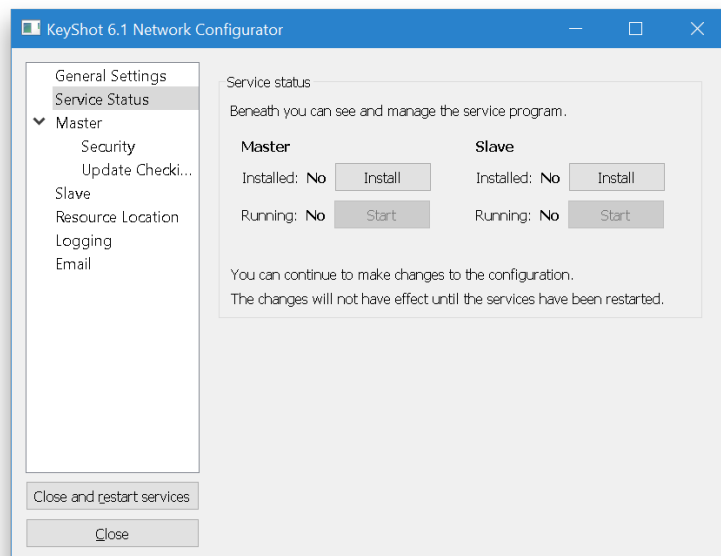 KeyShot 6.1 Network Configurator
General Settings
Service Status
Master
Security
Update Checki...
Slave
Resource Location
Logging
Email
Close and restart services
Close
Service status
Beneath you can see and manage the service program.
Master Slave
Installed: No Install Installed: No Install
Running: No Start Running: No Start
You can continue to make changes to the configuration.
The changes will not have effect until the services have been restarted.